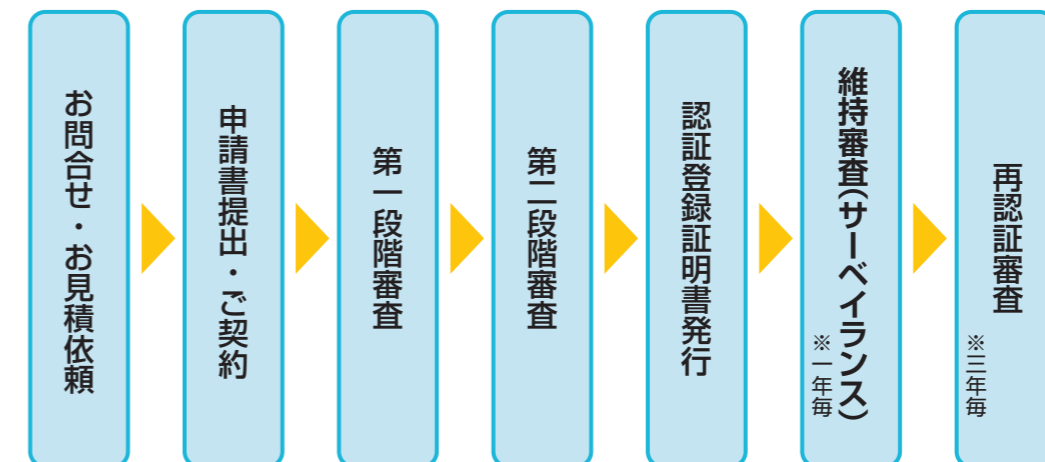 お問合せ・お見積依頼
申請書提出・ご契約
第一段階審査
第二段階審査
認証登録証明書発行
維持審査(サーベイランス)
※一年毎
再認証審査
※三年毎